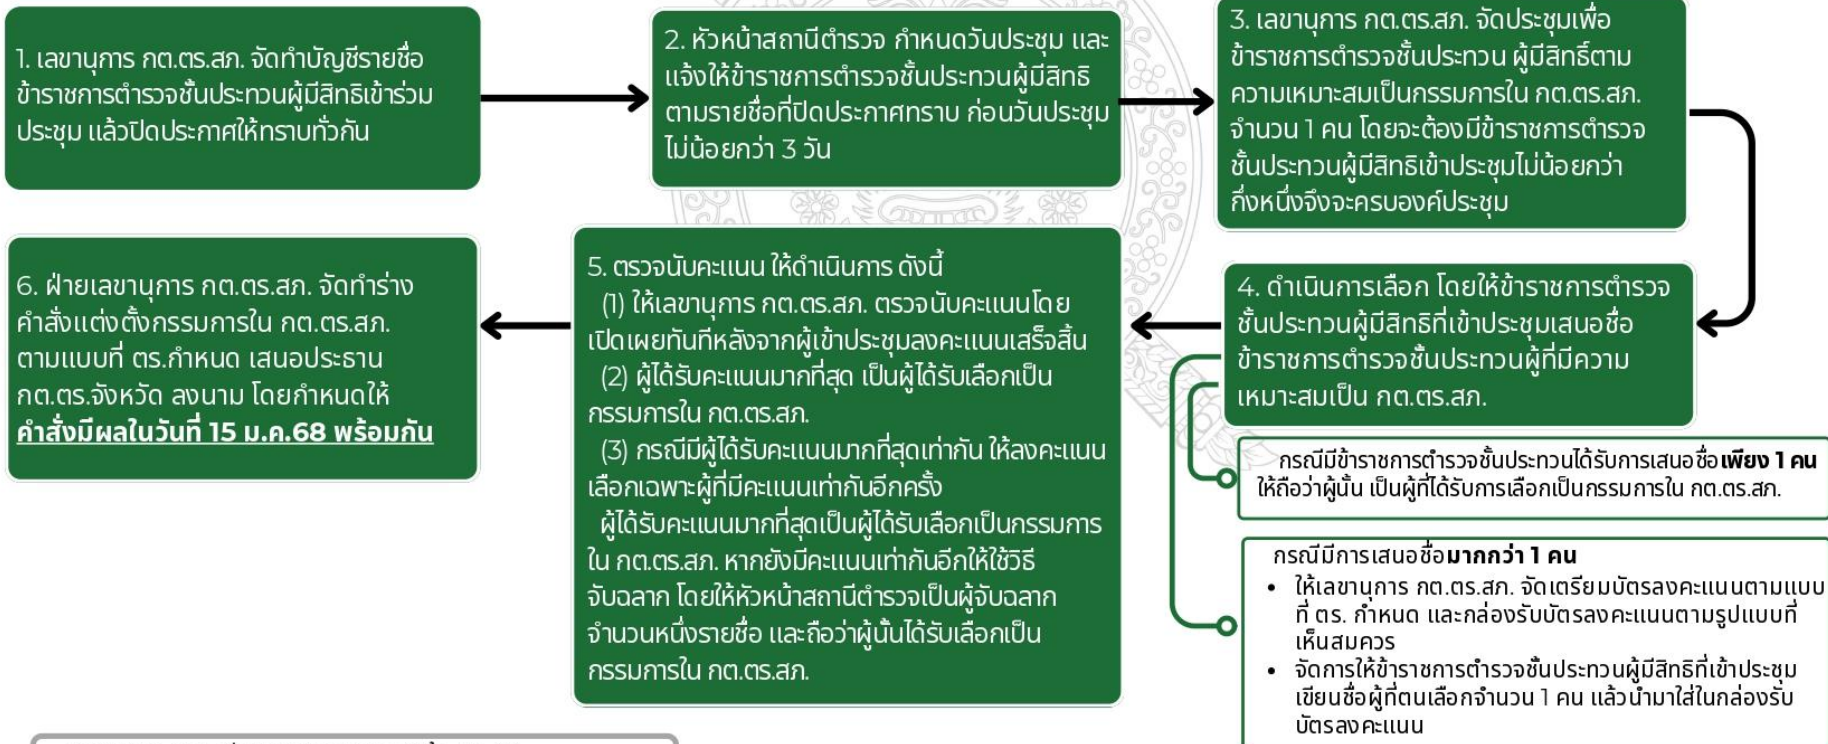 1. เลขานุการ กต.ตร.สภ. จัดทำบัญชีรายชื่อ
ข้าราชการตำรวจชั้นประทวนผู้มีสิทธิเข้าร่วม
ประชุม แล้วปิดประกาศให้ทราบทั่วกัน
2. หัวหน้าสถานีตำรวจ กำหนดวันประชุม และ
แจ้งให้ข้าราชการตำรวจชั้นประทวนผู้มีสิทธิ
ตามรายชื่อที่ปิดประกาศทราบ ก่อนวันประชุม
ไม่น้อยกว่า 3 วัน
3. เลขานุการ กต.ตร.สภ. จัดประชุมเพื่อ
ข้าราชการตำรวจชั้นประทวน ผู้มีสิทธิ์ตาม
ความเหมาะสมเป็นกรรมการใน กต.ตร.สภ.
จำนวน 1 คน โดยจะต้องมีข้าราชการตำรวจ
ชั้นประทวนผู้มีสิทธิเข้าประชุมไม่น้อยกว่า
กึ่งหนึ่งจึงจะครบองค์ประชุม
4. ดำเนินการเลือก โดยให้ข้าราชการตำรวจ
ชั้นประทวนผู้มีสิทธิที่เข้าประชุมเสนอชื่อ
ข้าราชการตำรวจชั้นประทวนผู้ที่มีความ
เหมาะสมเป็น กต.ตร.สภ.
กรณีมีข้าราชการตำรวจชั้นประทวนได้รับการเสนอชื่อเพียง 1 คน
ให้ถือว่าผู้นั้น เป็นผู้ที่ได้รับการเลือกเป็นกรรมการใน กต.ตร.สภ.
กรณีมีการเสนอชื่อมากกว่า 1 คน
• ให้เลขานุการ กต.ตร.สภ. จัดเตรียมบัตรลงคะแนนตามแบบ
ที่ ตร. กำหนด และกล่องรับบัตรลงคะแนนตามรูปแบบที่
เห็นสมควร
• จัดการให้ข้าราชการตำรวจชั้นประทวนผู้มีสิทธิที่เข้าประชุม
เขียนชื่อผู้ที่ตนเลือกจำนวน 1 คน แล้วนำมาใส่ในกล่องรับ
บัตรลงคะแนน
5. ตรวจนับคะแนน ให้ดำเนินการ ดังนี้
(1) ให้เลขานุการ กต.ตร.สภ. ตรวจนับคะแนนโดย
เปิดเผยทันทีหลังจากผู้เข้าประชุมลงคะแนนเสร็จสิ้น
(2) ผู้ได้รับคะแนนมากที่สุด เป็นผู้ได้รับเลือกเป็น
กรรมการใน กต.ตร.สภ.
(3) กรณีมีผู้ได้รับคะแนนมากที่สุดเท่ากัน ให้ลงคะแนน
เลือกเฉพาะผู้ที่มีคะแนนเท่ากันอีกครั้ง
ผู้ได้รับคะแนนมากที่สุดเป็นผู้ได้รับเลือกเป็นกรรมการ
ใน กต.ตร.สภ. หากยังมีคะแนนเท่ากันอีกให้ใช้วิธี
จับฉลาก โดยให้หัวหน้าสถานีตำรวจเป็นผู้จับฉลาก
จำนวนหนึ่งรายชื่อ และถือว่าผู้นั้นได้รับเลือกเป็น
กรรมการใน กต.ตร.สภ.
6. ฝ่ายเลขานุการ กต.ตร.สภ. จัดทำร่าง
คำสั่งแต่งตั้งกรรมการใน กต.ตร.สภ.
ตามแบบที่ ตร.กำหนด เสนอประธาน
กต.ตร.จังหวัด ลงนาม โดยกำหนดให้
คำสั่งมีผลในวันที่ 15 ม.ค.68 พร้อมกัน